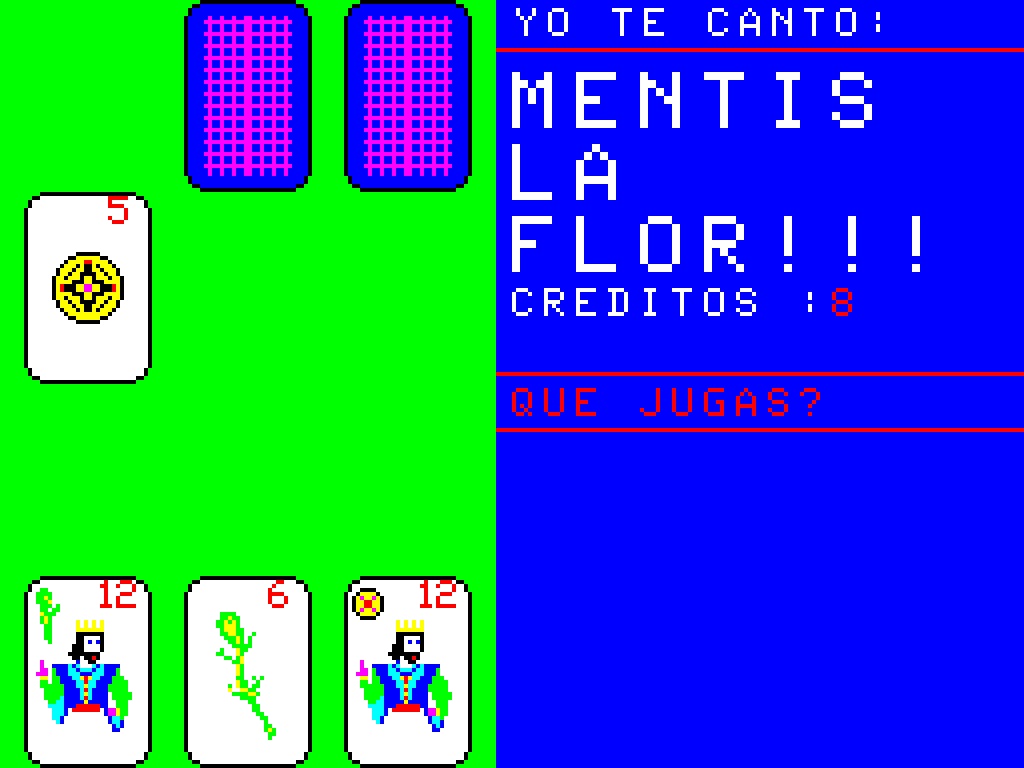 YO TE CANTO:
MENTIS
LA
FLOR!!!
CREDITOS :8
QUE JUGAS?
5
12 6 12